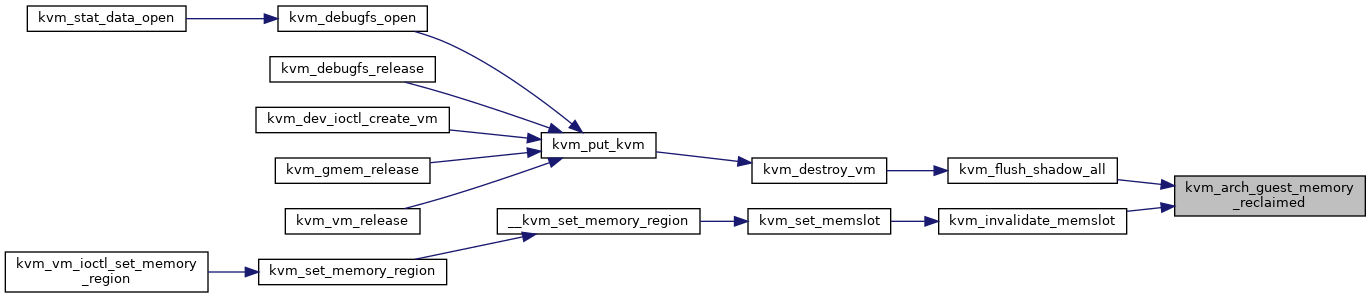 kvm_stat_data_open
kvm_debugfs_open
kvm_debugfs_release
kvm_dev_ioctl_create_vm
kvm_put_kvm
kvm_gmem_release
kvm_destroy_vm
kvm_flush_shadow_all
kvm_arch_guest_memory
_reclaimed
kvm_vm_release
__kvm_set_memory_region
kvm_set_memslot
kvm_invalidate_memslot
kvm_vm_ioctl_set_memory
_region
kvm_set_memory_region